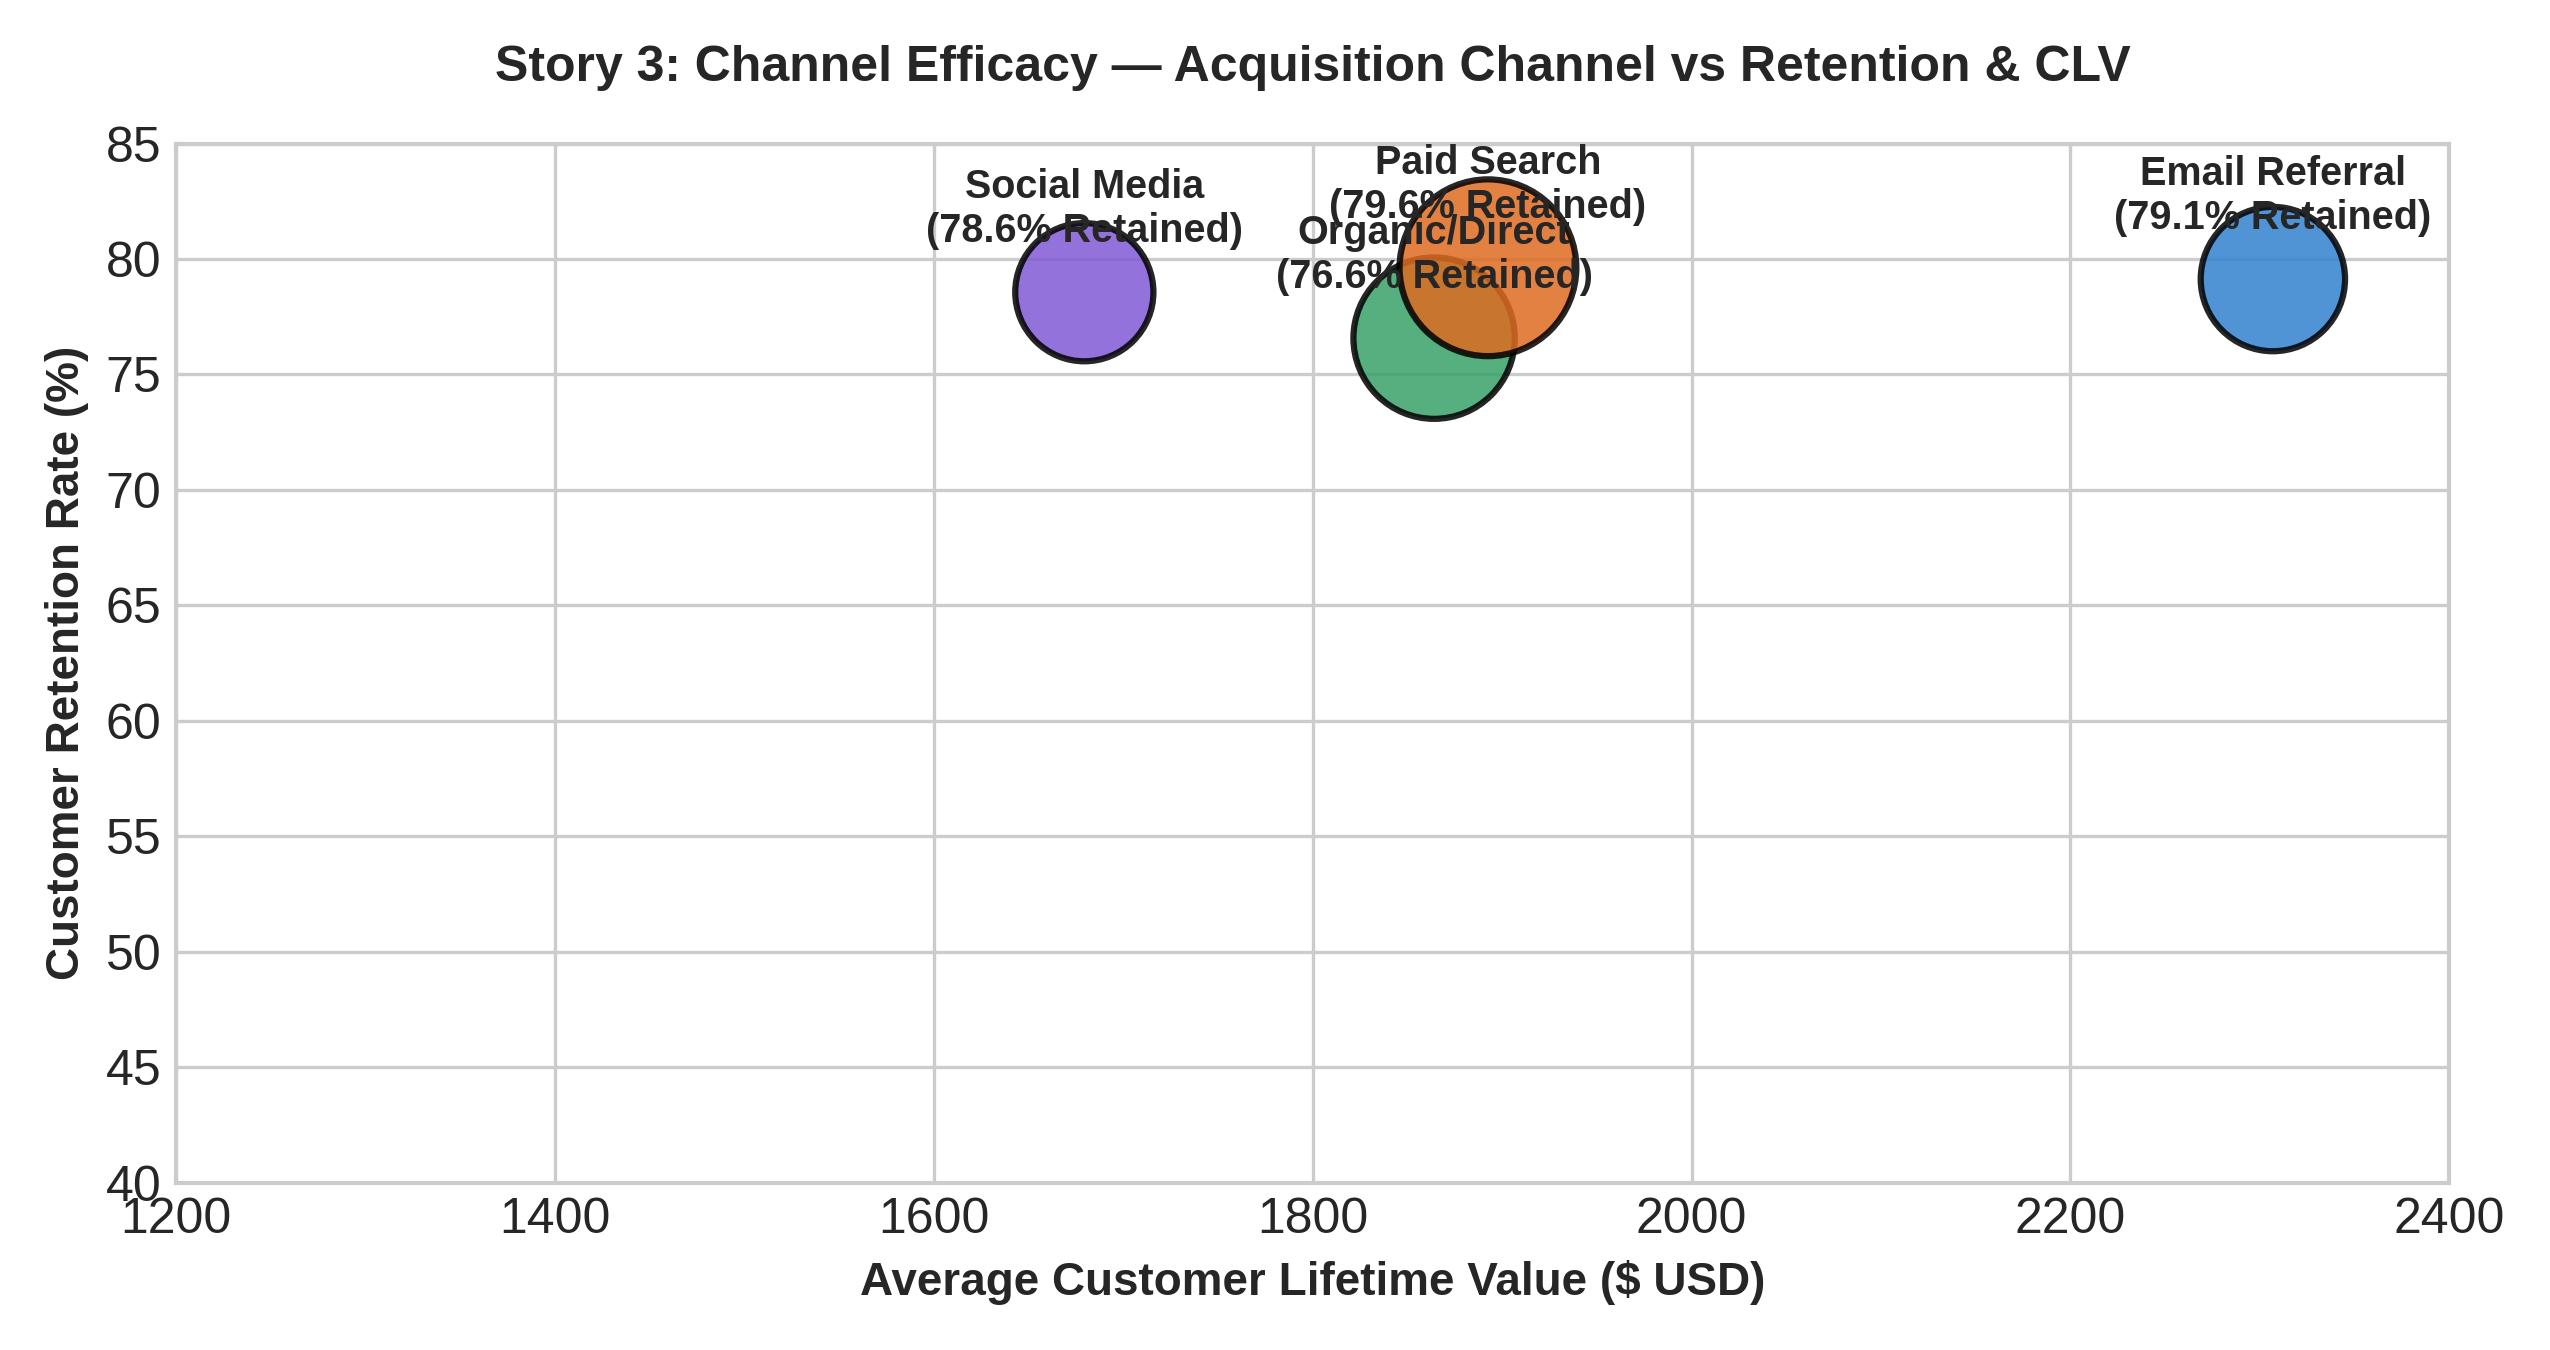 Story 3: Channel Efficacy — Acquisition Channel vs Retention & CLV
85
80
75
70
65
60
55
50
45
40
Customer Retention Rate (%)
Social Media
(78.6% Retained)
Paid Search
(79.6% Retained)
Organic/Direct
(76.6% Retained)
Email Referral
(79.1% Retained)
1200 1400 1600 1800 2000 2200 2400
Average Customer Lifetime Value ($ USD)